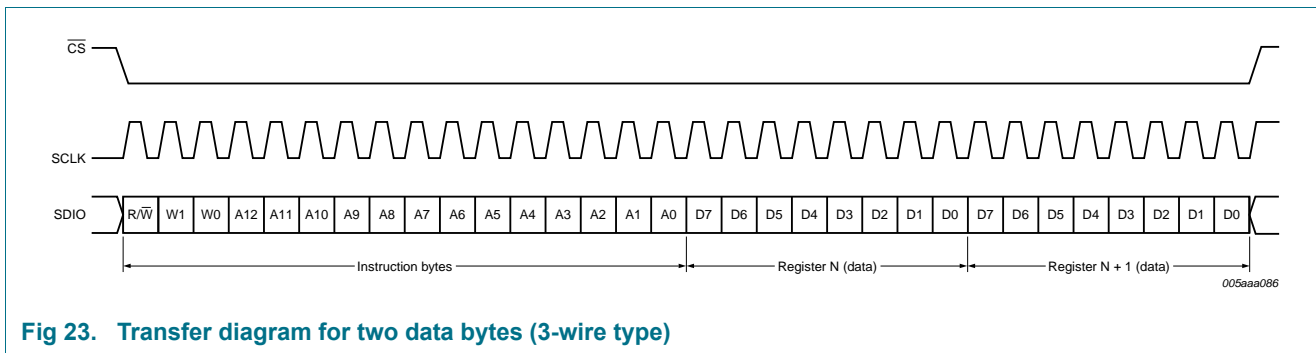 CS
SCLK
SDIO R/W W1 W0 A12 A11 A10 A9 A8 A7 A6 A5 A4 A3 A2 A1 A0 D7 D6 D5 D4 D3 D2 D1 D0 D7 D6 D5 D4 D3 D2 D1 D0
Instruction bytes Register N (data) Register N + 1 (data)
005aaa086
Fig 23. Transfer diagram for two data bytes (3-wire type)